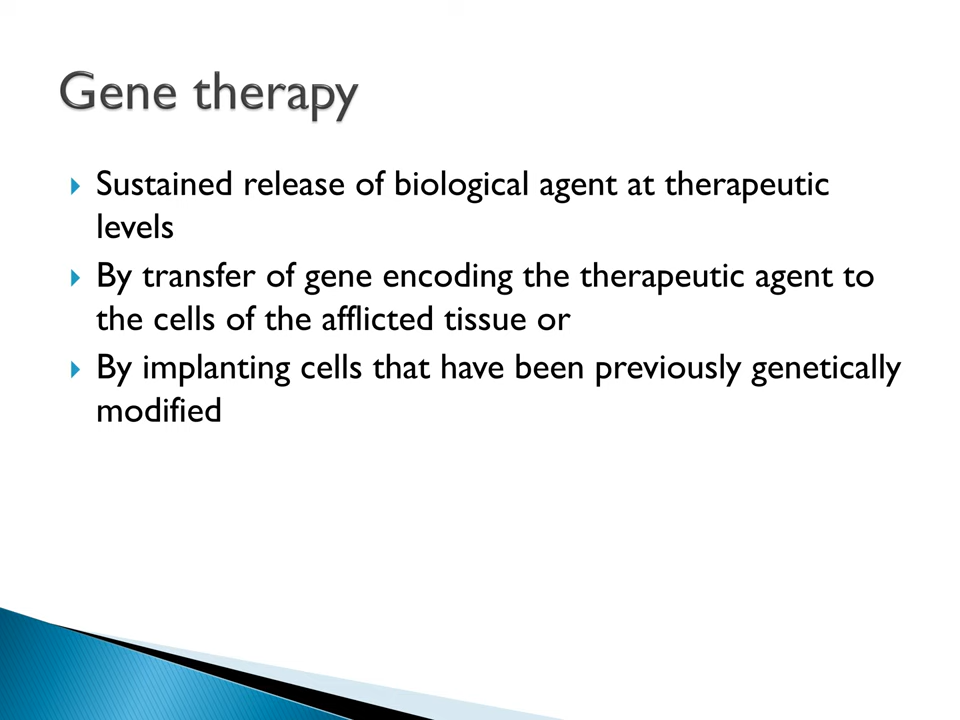 Gene therapy
Sustained release of biological agent at therapeutic
levels
By transfer of gene encoding the therapeutic agent to
the cells of the afflicted tissue or
By implanting cells that have been previously genetically
modified